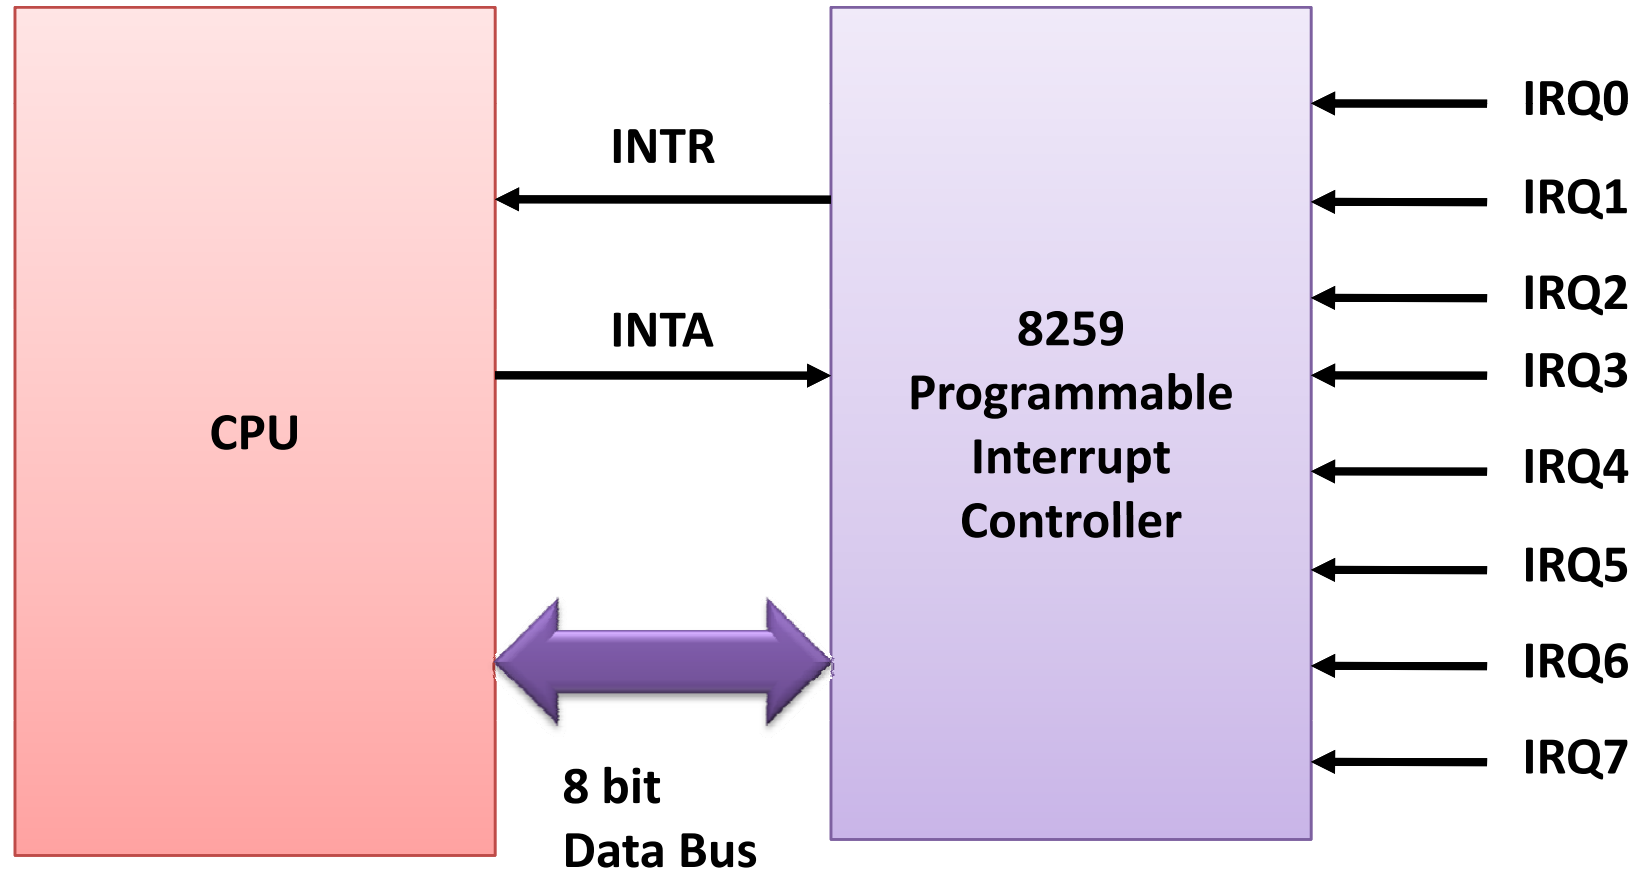 CPU
INTR
INTA
8 bit
Data Bus
8259
Programmable
Interrupt
Controller
IRQ0
IRQ1
IRQ2
IRQ3
IRQ4
IRQ5
IRQ6
IRQ7